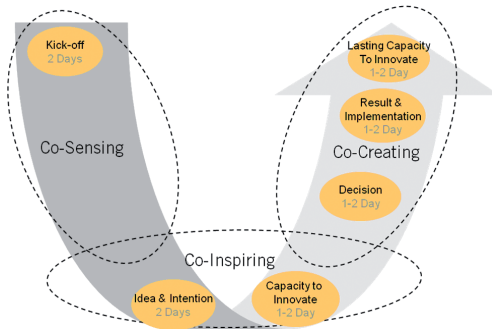 Kick-off
2 Days
Co-Sensing
Idea & Intention
2 Days
Co-Inspiring
Capacity to
Innovate
1-2 Day
Decision
1-2 Day
Co-Creating
Result &
Implementation
1-2 Day
Lasting Capacity
To Innovate
1-2 Day